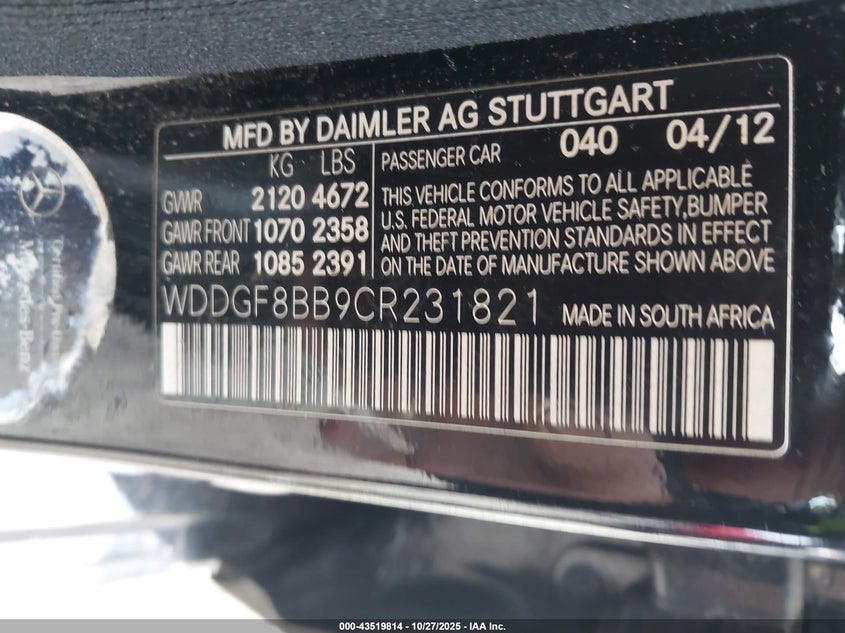 MFD BY DAIMLER AG STUTTGART
KG LBS
GVWR 2120 4672
GAWR FRONT 1070 2358
GAWR REAR 1085 2391
PASSENGER CAR 040 04/12
THIS VEHICLE CONFORMS TO ALL APPLICABLE
U.S. FEDERAL MOTOR VEHICLE SAFETY,BUMPER
AND THEFT PREVENTION STANDARDS IN EFFECT
ON THE DATE OF MANUFACTURE SHOWN ABOVE
WDDGF8BB9CR231821 MADE IN SOUTH AFRICA
Mercedes-Benz
000-43519814 - 10/27/2025 - IAA Inc.